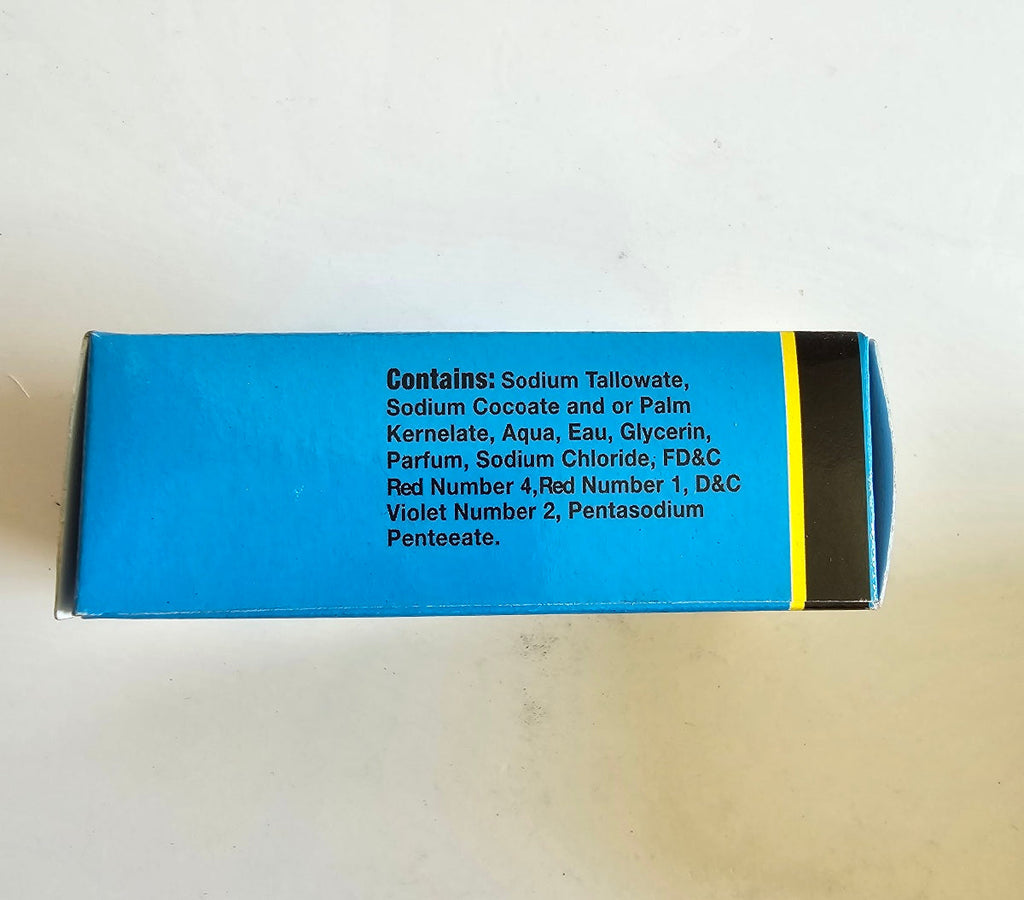 Contains: Sodium Tallowate,
Sodium Cocoate and or Palm
Kernelate, Aqua, Eau, Glycerin,
Parfum, Sodium Chloride, FD&C
Red Number 4,Red Number 1, D&C
Violet Number 2, Pentasodium
Penteeate.